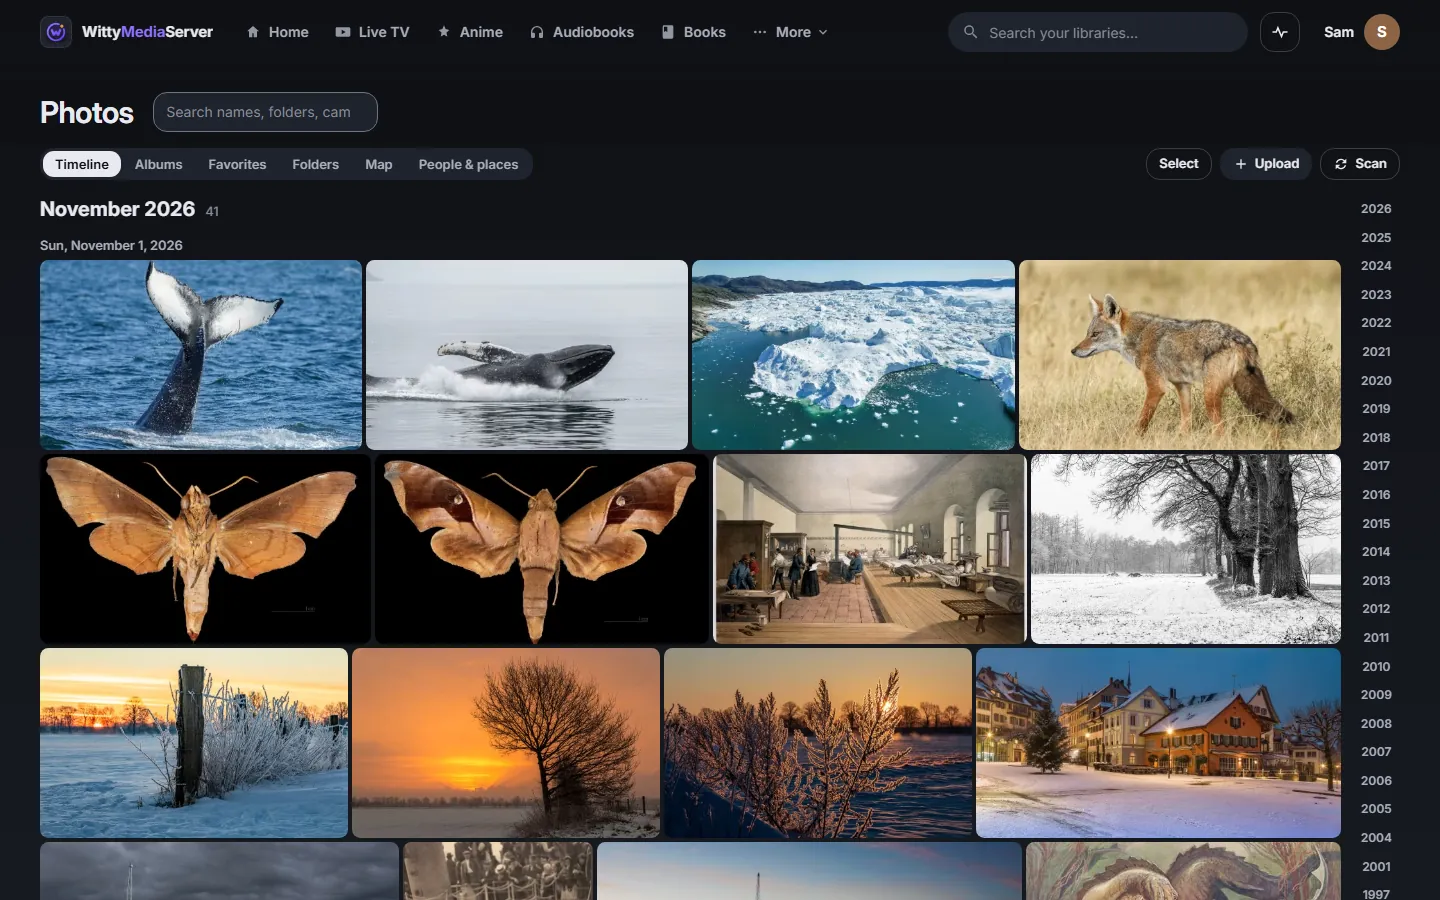 WittyMediaServer
Home
Live TV
Anime
Audiobooks
Books
More
Search your libraries...
Sam
S
Photos
Search names, folders, cam
Timeline
Albums
Favorites
Folders
Map
People & places
Select
Upload
Scan
November 2026 41
Sun, November 1, 2026
2026
2025
2024
2023
2022
2021
2020
2019
2018
2017
2016
2015
2014
2013
2012
2011
2010
2009
2008
2007
2006
2005
2004
2001
1997